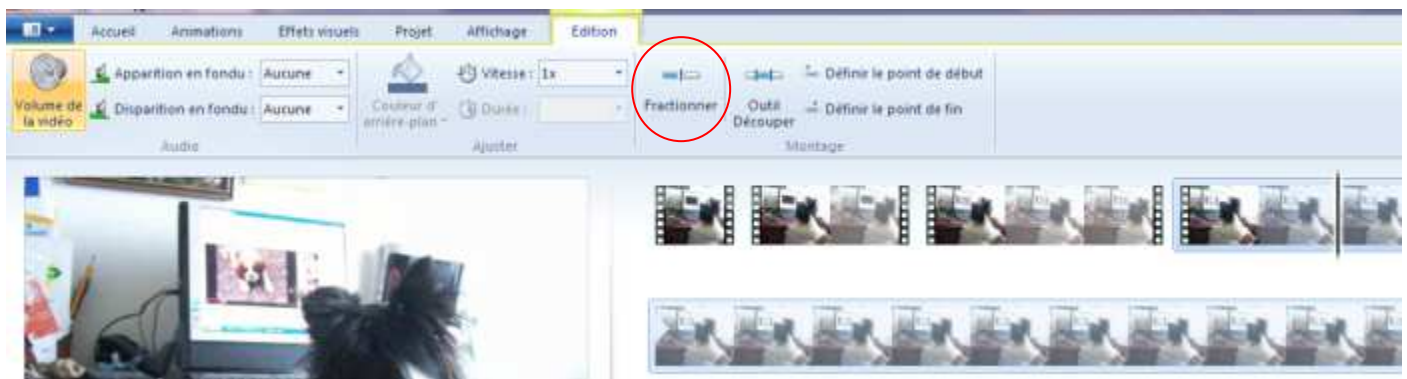 Accueil Animations Effets visuels Projet Affichage Edition
Volume de la vidéo
Apparition en fondu : Aucune
Disparition en fondu : Aucune
Audio
Couleur d'
arrière-plan
Vitesse : 1x
Durée :
Ajuster
Fractionner
Outil
Découper
Définir le point de début
Définir le point de fin
Montage